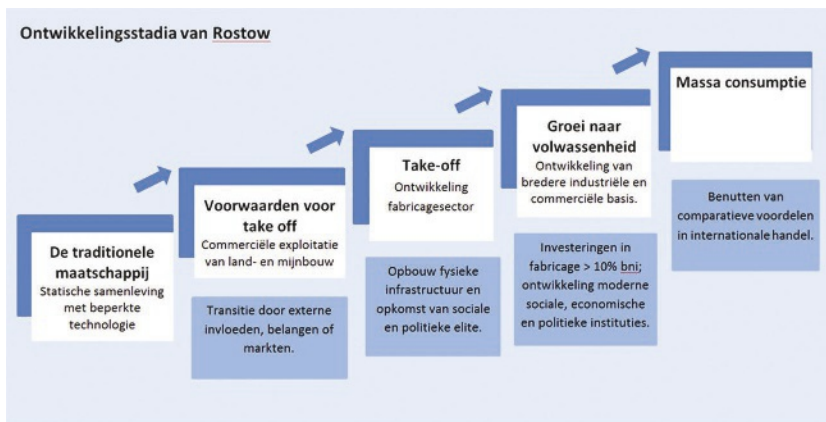 Ontwikkelingsstadia van Rostow
De traditionele
maatschappij
Statische samenleving
met beperkte
technologie
Voorwaarden voor
take off
Commerciële exploitatie
van land- en mijnbouw
Transitie door externe
invloeden, belangen of
markten.
Take-off
Ontwikkeling
fabricagesector
Opbouw fysieke
infrastructuur en
opkomst van sociale
en politieke elite.
Groei naar
volwassenheid
Ontwikkeling van
bredere industriële en
commerciële basis.
Investeringen in
fabricage > 10% bni;
ontwikkeling moderne
sociale, economische
en politieke instituties.
Massa consumptie
Benutten van
comparatieve voordelen
in internationale handel.